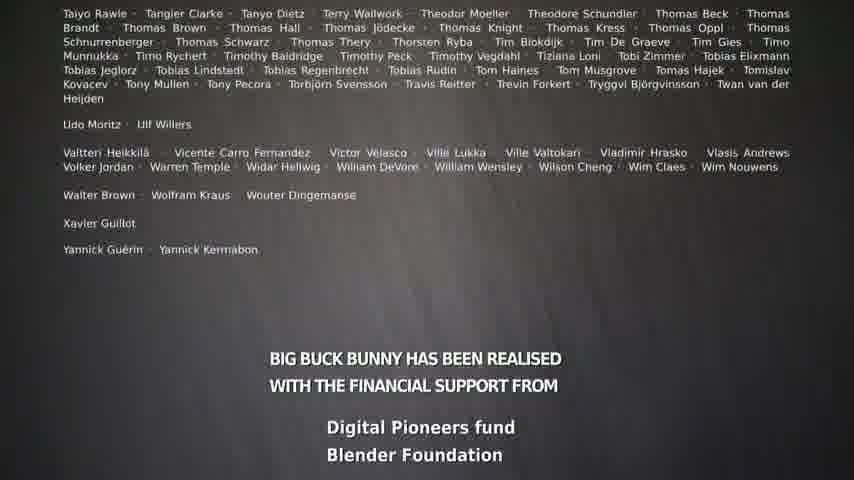 Taiyo Rawle · Tangier Clarke · Tanyo Dietz · Terry Wallwork · Theodor Moeller · Theodore Schundler · Thomas Beck · Thomas
Brandt · Thomas Brown · Thomas Hall · Thomas Jödecke · Thomas Knight · Thomas Kress · Thomas Oppl · Thomas
Schnurrenberger · Thomas Schwarz · Thomas Thery · Thorsten Ryba · Tim Blokdijk · Tim De Graeve · Tim Gies · Timo
Munnukka · Timo Rychert · Timothy Baldridge · Timothy Peck · Timothy Vegdahl · Tiziana Loni · Tobi Zimmer · Tobias Elixmann
Tobias Jeglorz · Tobias Lindstedt · Tobias Regenbrecht · Tobias Rudin · Tom Haines · Tom Musgrove · Tomas Hajek · Tomislav
Kovacev · Tony Mullen · Tony Pecora · Torbjörn Svensson · Travis Reitter · Trevin Forkert · Tryggvi Björgvinsson · Twan van der
Heijden
Udo Moritz · Ulf Willers
Valtteri Heikkilä · Vicente Carro Fernandez · Victor Velasco · Ville Lukka · Ville Valtokari · Vladimir Hrasko · Vlasis Andrews
Volker Jordan · Warren Temple · Widar Hellwig · William DeVore · William Wensley · Wilson Cheng · Wim Claes · Wim Nouwens
Walter Brown · Wolfram Kraus · Wouter Dingemanse
Xavier Guillot
Yannick Guérin · Yannick Kermabon
BIG BUCK BUNNY HAS BEEN REALISED
WITH THE FINANCIAL SUPPORT FROM
Digital Pioneers fund
Blender Foundation